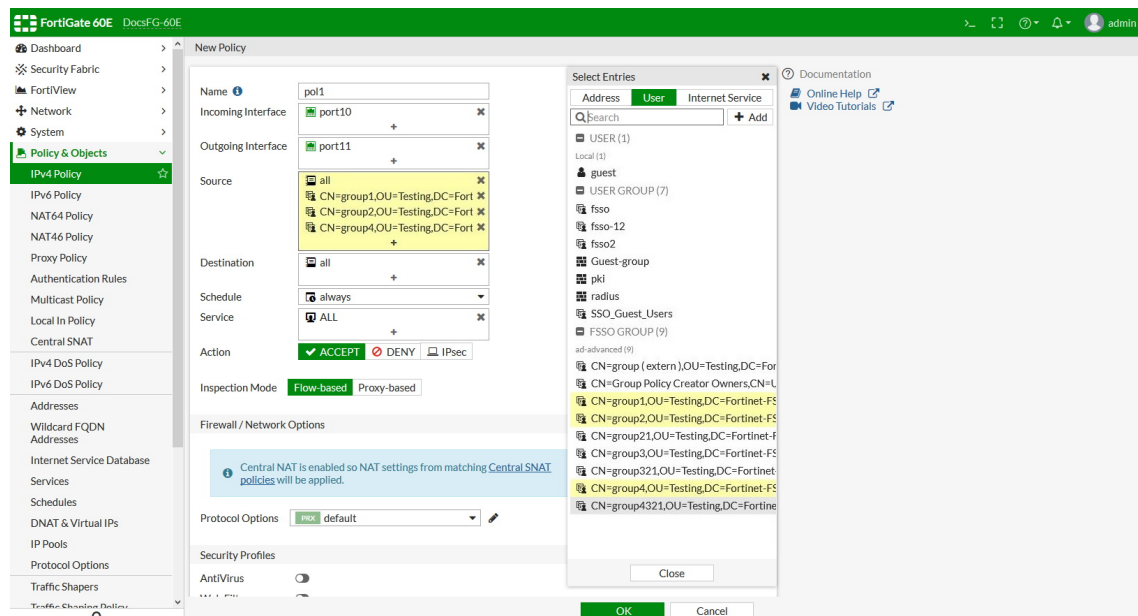 FortiGate 60E DocsFG-60E
>_ admin
Dashboard
Security Fabric
FortiView
Network
System
Policy & Objects
IPv4 Policy
IPv6 Policy
NAT64 Policy
NAT46 Policy
Proxy Policy
Authentication Rules
Multicast Policy
Local In Policy
Central SNAT
IPv4 DoS Policy
IPv6 DoS Policy
Addresses
Wildcard FQDN
Addresses
Internet Service Database
Services
Schedules
DNAT & Virtual IPs
IP Pools
Protocol Options
Traffic Shapers
Traffic Shaping Policy
New Policy
Name pol1
Incoming Interface port10
+
Outgoing Interface port11
+
Source all
CN=group1,OU=Testing,DC=Fort
CN=group2,OU=Testing,DC=Fort
CN=group4,OU=Testing,DC=Fort
+
Destination all
+
Schedule always
Service ALL
+
Action ACCEPT DENY IPsec
Inspection Mode Flow-based Proxy-based
Firewall / Network Options
Central NAT is enabled so NAT settings from matching Central SNAT
policies will be applied.
Protocol Options PRX default
Security Profiles
AntiVirus
Select Entries
Address User Internet Service
Search + Add
USER (1)
Local (1)
guest
USER GROUP (7)
fsso
fsso-12
fsso2
Guest-group
pki
radius
SSO_Guest_Users
FSSO GROUP (9)
ad-advanced (9)
CN=group (extern),OU=Testing,DC=For
CN=Group Policy Creator Owners,CN=U
CN=group1,OU=Testing,DC=Fortinet-FS
CN=group2,OU=Testing,DC=Fortinet-FS
CN=group21,OU=Testing,DC=Fortinet-F
CN=group3,OU=Testing,DC=Fortinet-FS
CN=group321,OU=Testing,DC=Fortinet-
CN=group4,OU=Testing,DC=Fortinet-FS
CN=group4321,OU=Testing,DC=Fortine
Close
OK Cancel
Documentation
Online Help
Video Tutorials